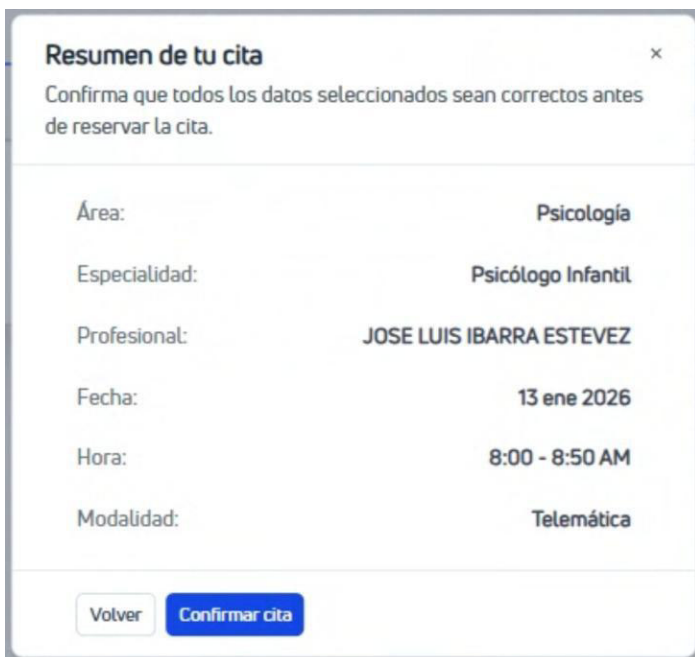 Resumen de tu cita
×
Confirma que todos los datos seleccionados sean correctos antes
de reservar la cita.
Área: Psicología
Especialidad: Psicólogo Infantil
Profesional: JOSE LUIS IBARRA ESTEVEZ
Fecha: 13 ene 2026
Hora: 8:00 - 8:50 AM
Modalidad: Telemática
Volver Confirmar cita